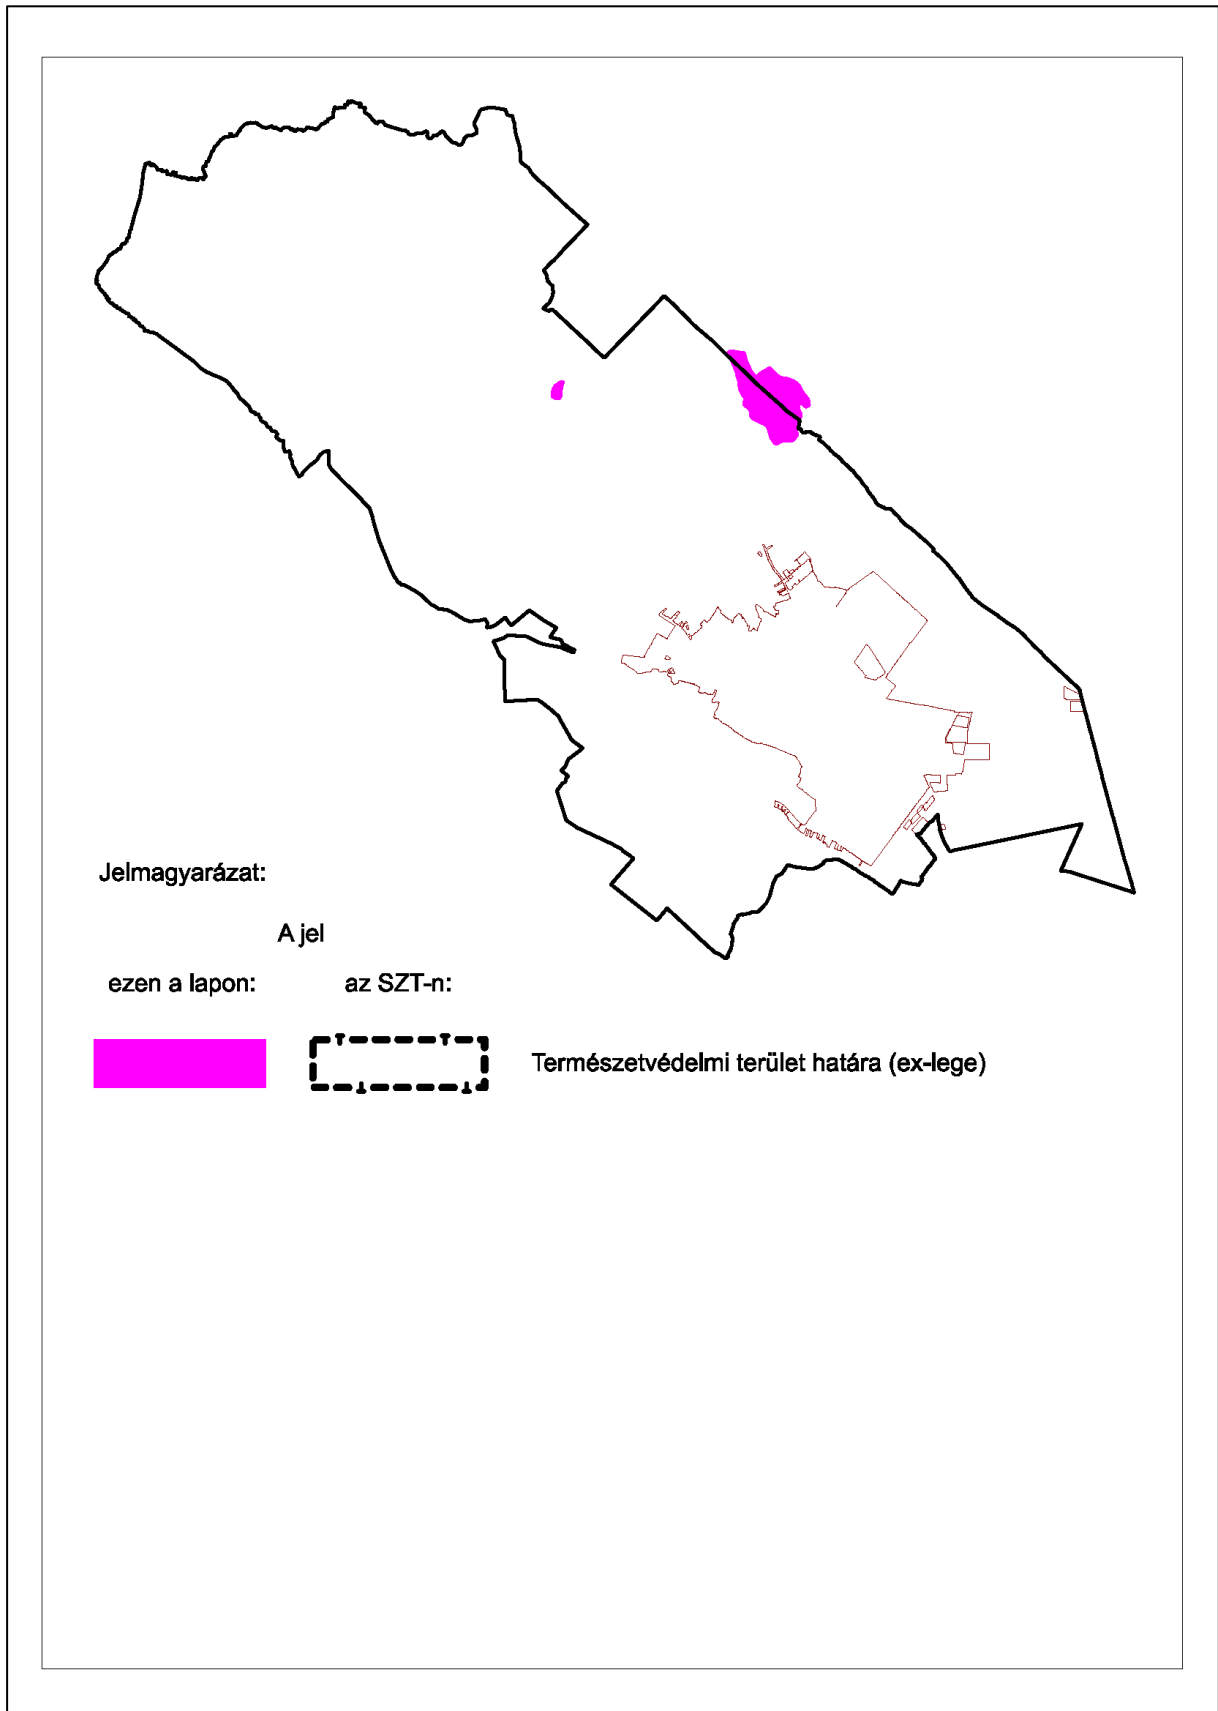 Jelmagyarázat:
A jel
ezen a lapon: az SZT-n:
Természetvédelmi terület határa (ex-lege)